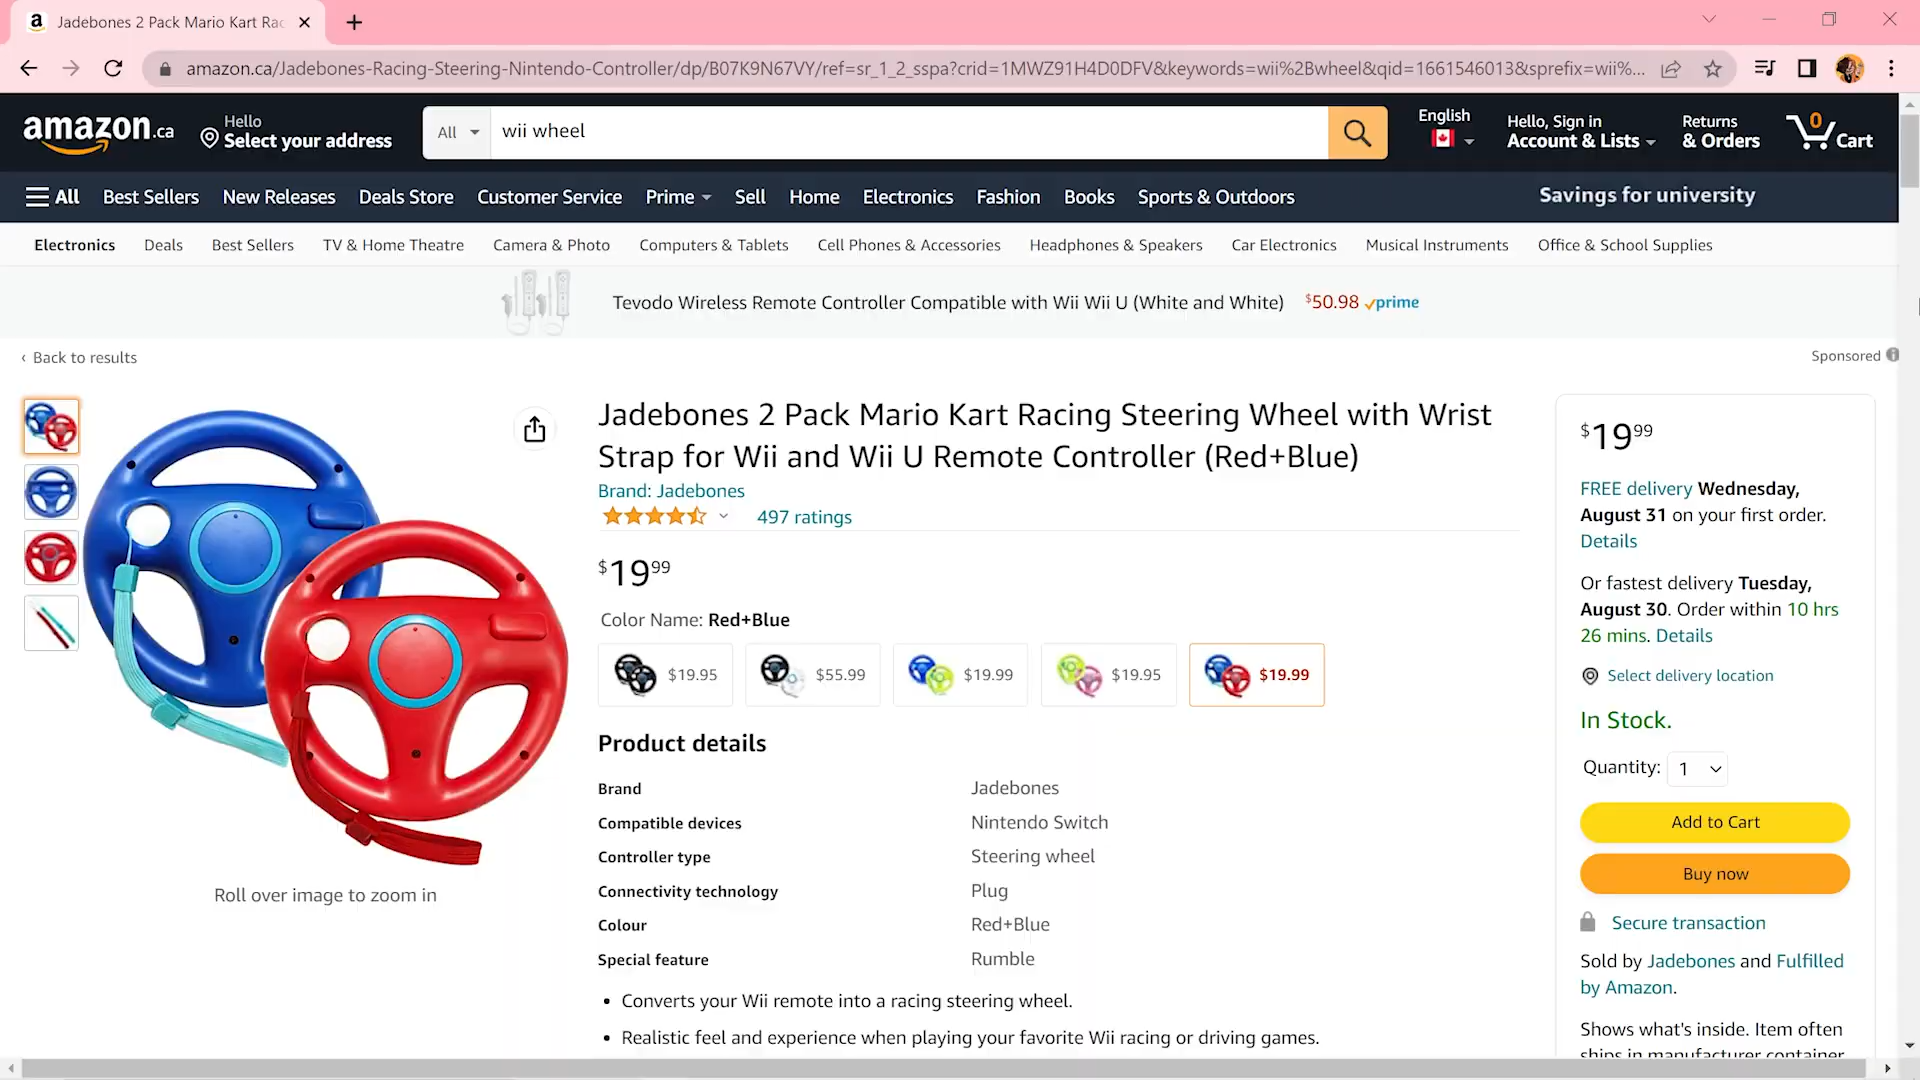 Jadebones 2 Pack Mario Kart Rac
amazon.ca/Jadebones-Racing-Steering-Nintendo-Controller/dp/B07K9N67VY/ref=sr_1_2_sspa?crid=1MWZ91H4D0DFV&keywords=wii%2Bwheel&qid=1661546013&sprefix=wii%...
amazon.ca
Hello
Select your address
All
wii wheel
English
Hello, Sign in
Account & Lists
Returns
& Orders
0
Cart
All Best Sellers New Releases Deals Store Customer Service Prime Sell Home Electronics Fashion Books Sports & Outdoors Savings for university
Electronics Deals Best Sellers TV & Home Theatre Camera & Photo Computers & Tablets Cell Phones & Accessories Headphones & Speakers Car Electronics Musical Instruments Office & School Supplies
Tevodo Wireless Remote Controller Compatible with Wii Wii U (White and White) $50.98 prime
‹ Back to results
Sponsored
Jadebones 2 Pack Mario Kart Racing Steering Wheel with Wrist
Strap for Wii and Wii U Remote Controller (Red+Blue)
Brand: Jadebones
497 ratings
$19.99
Color Name: Red+Blue
$19.95 $55.99 $19.99 $19.95 $19.99
Product details
Brand Jadebones
Compatible devices Nintendo Switch
Controller type Steering wheel
Connectivity technology Plug
Colour Red+Blue
Special feature Rumble
• Converts your Wii remote into a racing steering wheel.
• Realistic feel and experience when playing your favorite Wii racing or driving games.
Roll over image to zoom in
$19 99
FREE delivery Wednesday,
August 31 on your first order.
Details
Or fastest delivery Tuesday,
August 30. Order within 10 hrs
26 mins. Details
Select delivery location
In Stock.
Quantity: 1
Add to Cart
Buy now
Secure transaction
Sold by Jadebones and Fulfilled
by Amazon.
Shows what's inside. Item often
ships in manufacturer container